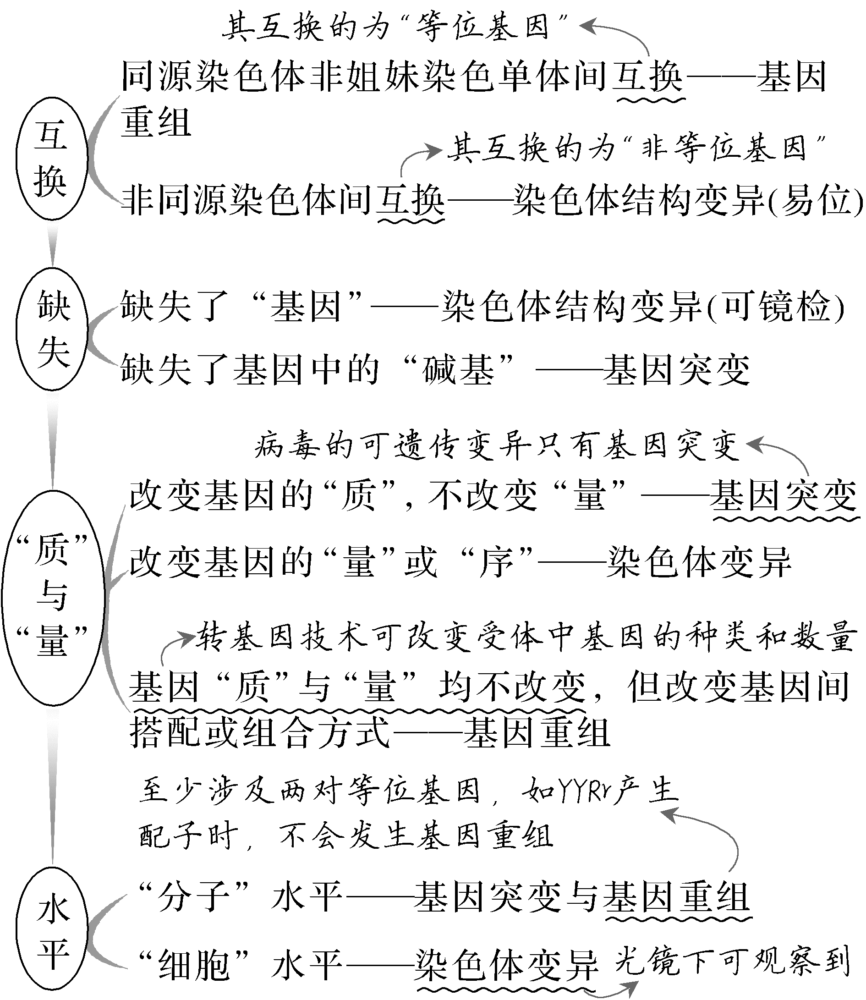 其互换的为“等位基因”
同源染色体非姐妹染色单体间互换——基因
重组
互换
其互换的为“非等位基因”
非同源染色体间互换——染色体结构变异(易位)
缺失
缺失了“基因”——染色体结构变异(可镜检)
缺失了基因中的“碱基”——基因突变
病毒的可遗传变异只有基因突变
改变基因的“质”,不改变“量”——基因突变
“质”
与
“量”
改变基因的“量”或“序”——染色体变异
转基因技术可改变受体中基因的种类和数量
基因“质”与“量”均不改变,但改变基因间
搭配或组合方式——基因重组
至少涉及两对等位基因,如YYRr产生
配子时,不会发生基因重组
水平
“分子”水平——基因突变与基因重组
“细胞”水平——染色体变异 光镜下可观察到